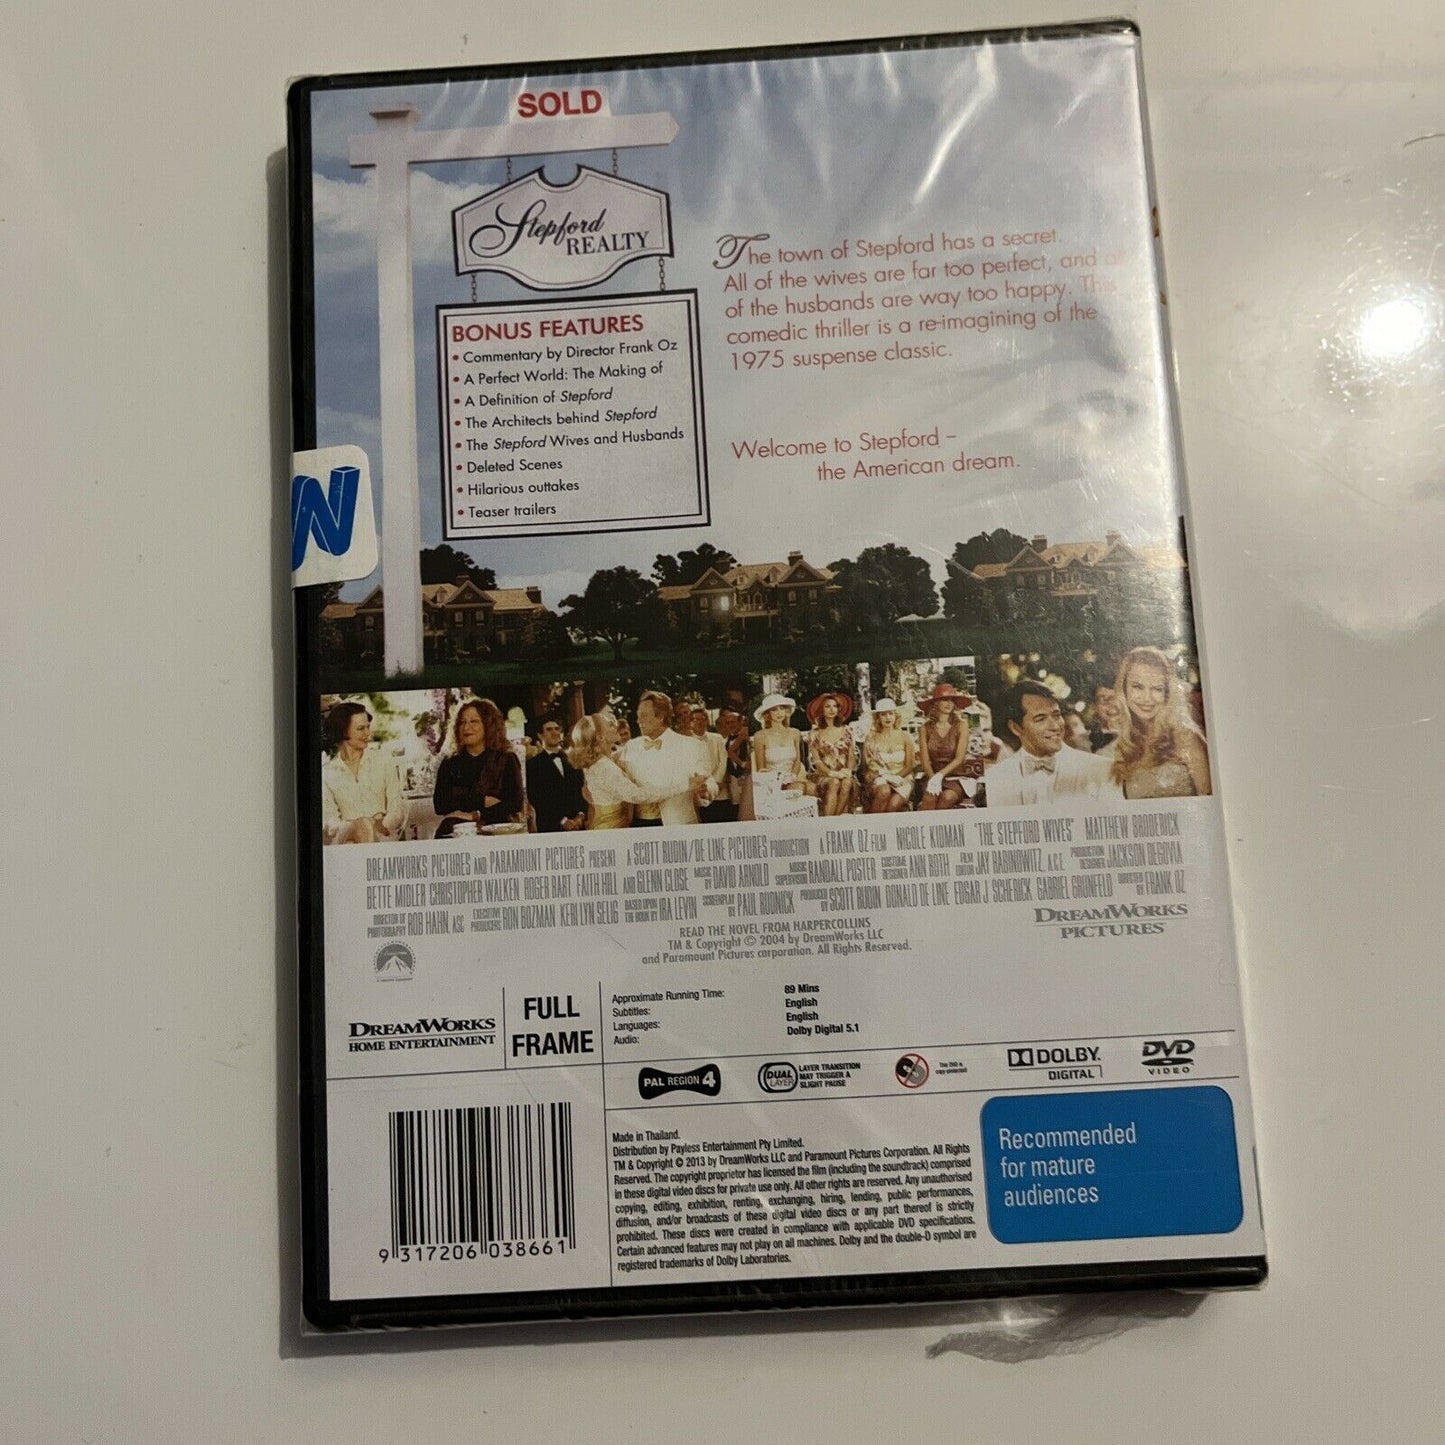 SOLD
Stepford
REALTY
BONUS FEATURES
• Commentary by Director Frank Oz
• A Perfect World: The Making of
• A Definition of Stepford
• The Architects behind Stepford
• The Stepford Wives and Husbands
• Deleted Scenes
• Hilarious outtakes
• Teaser trailers
The town of Stepford has a secret.
All of the wives are far too perfect, and all
of the husbands are way too happy. This
comedic thriller is a re-imagining of the
1975 suspense classic.
Welcome to Stepford –
the American dream.
N
DREAMWORKS PICTURES AND PARAMOUNT PICTURES PRESENT A SCOTT RUDIN/DE LINE PICTURES PRODUCTION A FRANK OZ FILM NICOLE KIDMAN "THE STEPFORD WIVES" MATTHEW BRODERICK
BETTE MIDLER CHRISTOPHER WALKEN ROGER BART FAITH HILL AND GLENN CLOSE MUSIC BY DAVID ARNOLD MUSIC SUPERVISION RANDALL POSTER COSTUME DESIGNER ANN ROTH FILM EDITOR JAY RABINOWITZ, A.C.E. PRODUCTION DESIGNER JACKSON DEGOVIA
DIRECTOR OF PHOTOGRAPHY ROB HAHN, ASC EXECUTIVE PRODUCERS RON BOZMAN KERI LYN SELIG BASED UPON THE BOOK BY IRA LEVIN SCREENPLAY BY PAUL RUDNICK PRODUCED BY SCOTT RUDIN DONALD DE LINE EDGAR J. SCHERICK GABRIEL GRUNFELD DIRECTED BY FRANK OZ
READ THE NOVEL FROM HARPERCOLLINS
TM & Copyright © 2004 by DreamWorks LLC
and Paramount Pictures corporation. All Rights Reserved.
DREAMWORKS
PICTURES
DREAMWORKS
HOME ENTERTAINMENT
FULL
FRAME
Approximate Running Time: 89 Mins
Subtitles: English
Languages: English
Audio: Dolby Digital 5.1
PAL REGION 4
DUAL
LAYER
LAYER TRANSITION
MAY TRIGGER A
SLIGHT PAUSE
This DVD is
copy-protected
DOLBY
DIGITAL
DVD
VIDEO
Made in Thailand.
Distribution by Payless Entertainment Pty Limited.
TM & Copyright © 2013 by DreamWorks LLC and Paramount Pictures Corporation. All Rights
Reserved. The copyright proprietor has licensed the film (including the soundtrack) comprised
in these digital video discs for private use only. All other rights are reserved. Any unauthorised
copying, editing, exhibition, renting, exchanging, hiring, lending, public performances,
diffusion, and/or broadcasts of these digital video discs or any part thereof is strictly
prohibited. These discs were created in compliance with applicable DVD specifications.
Certain advanced features may not play on all machines. Dolby and the double-D symbol are
registered trademarks of Dolby Laboratories.
Recommended
for mature
audiences
9 317206 038661